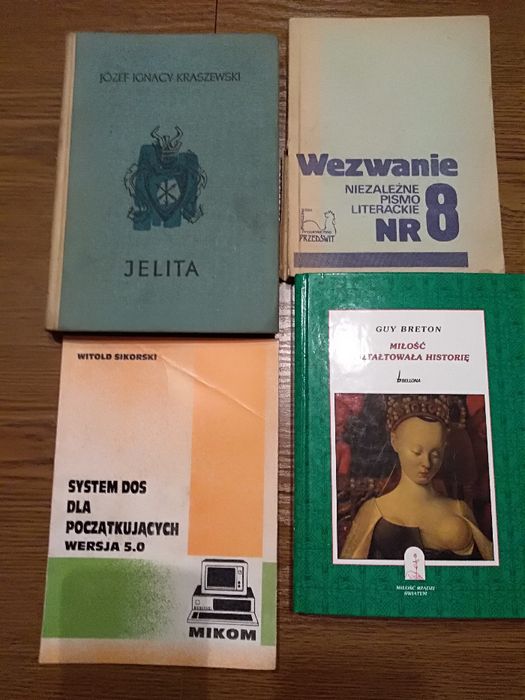 JÓZEF IGNACY KRASZEWSKI
JELITA
Wezwanie
NIEZALEŻNE
PISMO
LITERACKIE
NR 8
PRZEDŚWIT
WITOLD SIKORSKI
SYSTEM DOS
DLA
POCZĄTKUJĄCYCH
WERSJA 5.0
MIKOM
GUY BRETON
MIŁOŚĆ
SZTAŁTOWAŁA HISTORIĘ
BELLONA
MIŁOŚĆ RZĄDZI
ŚWIATEM